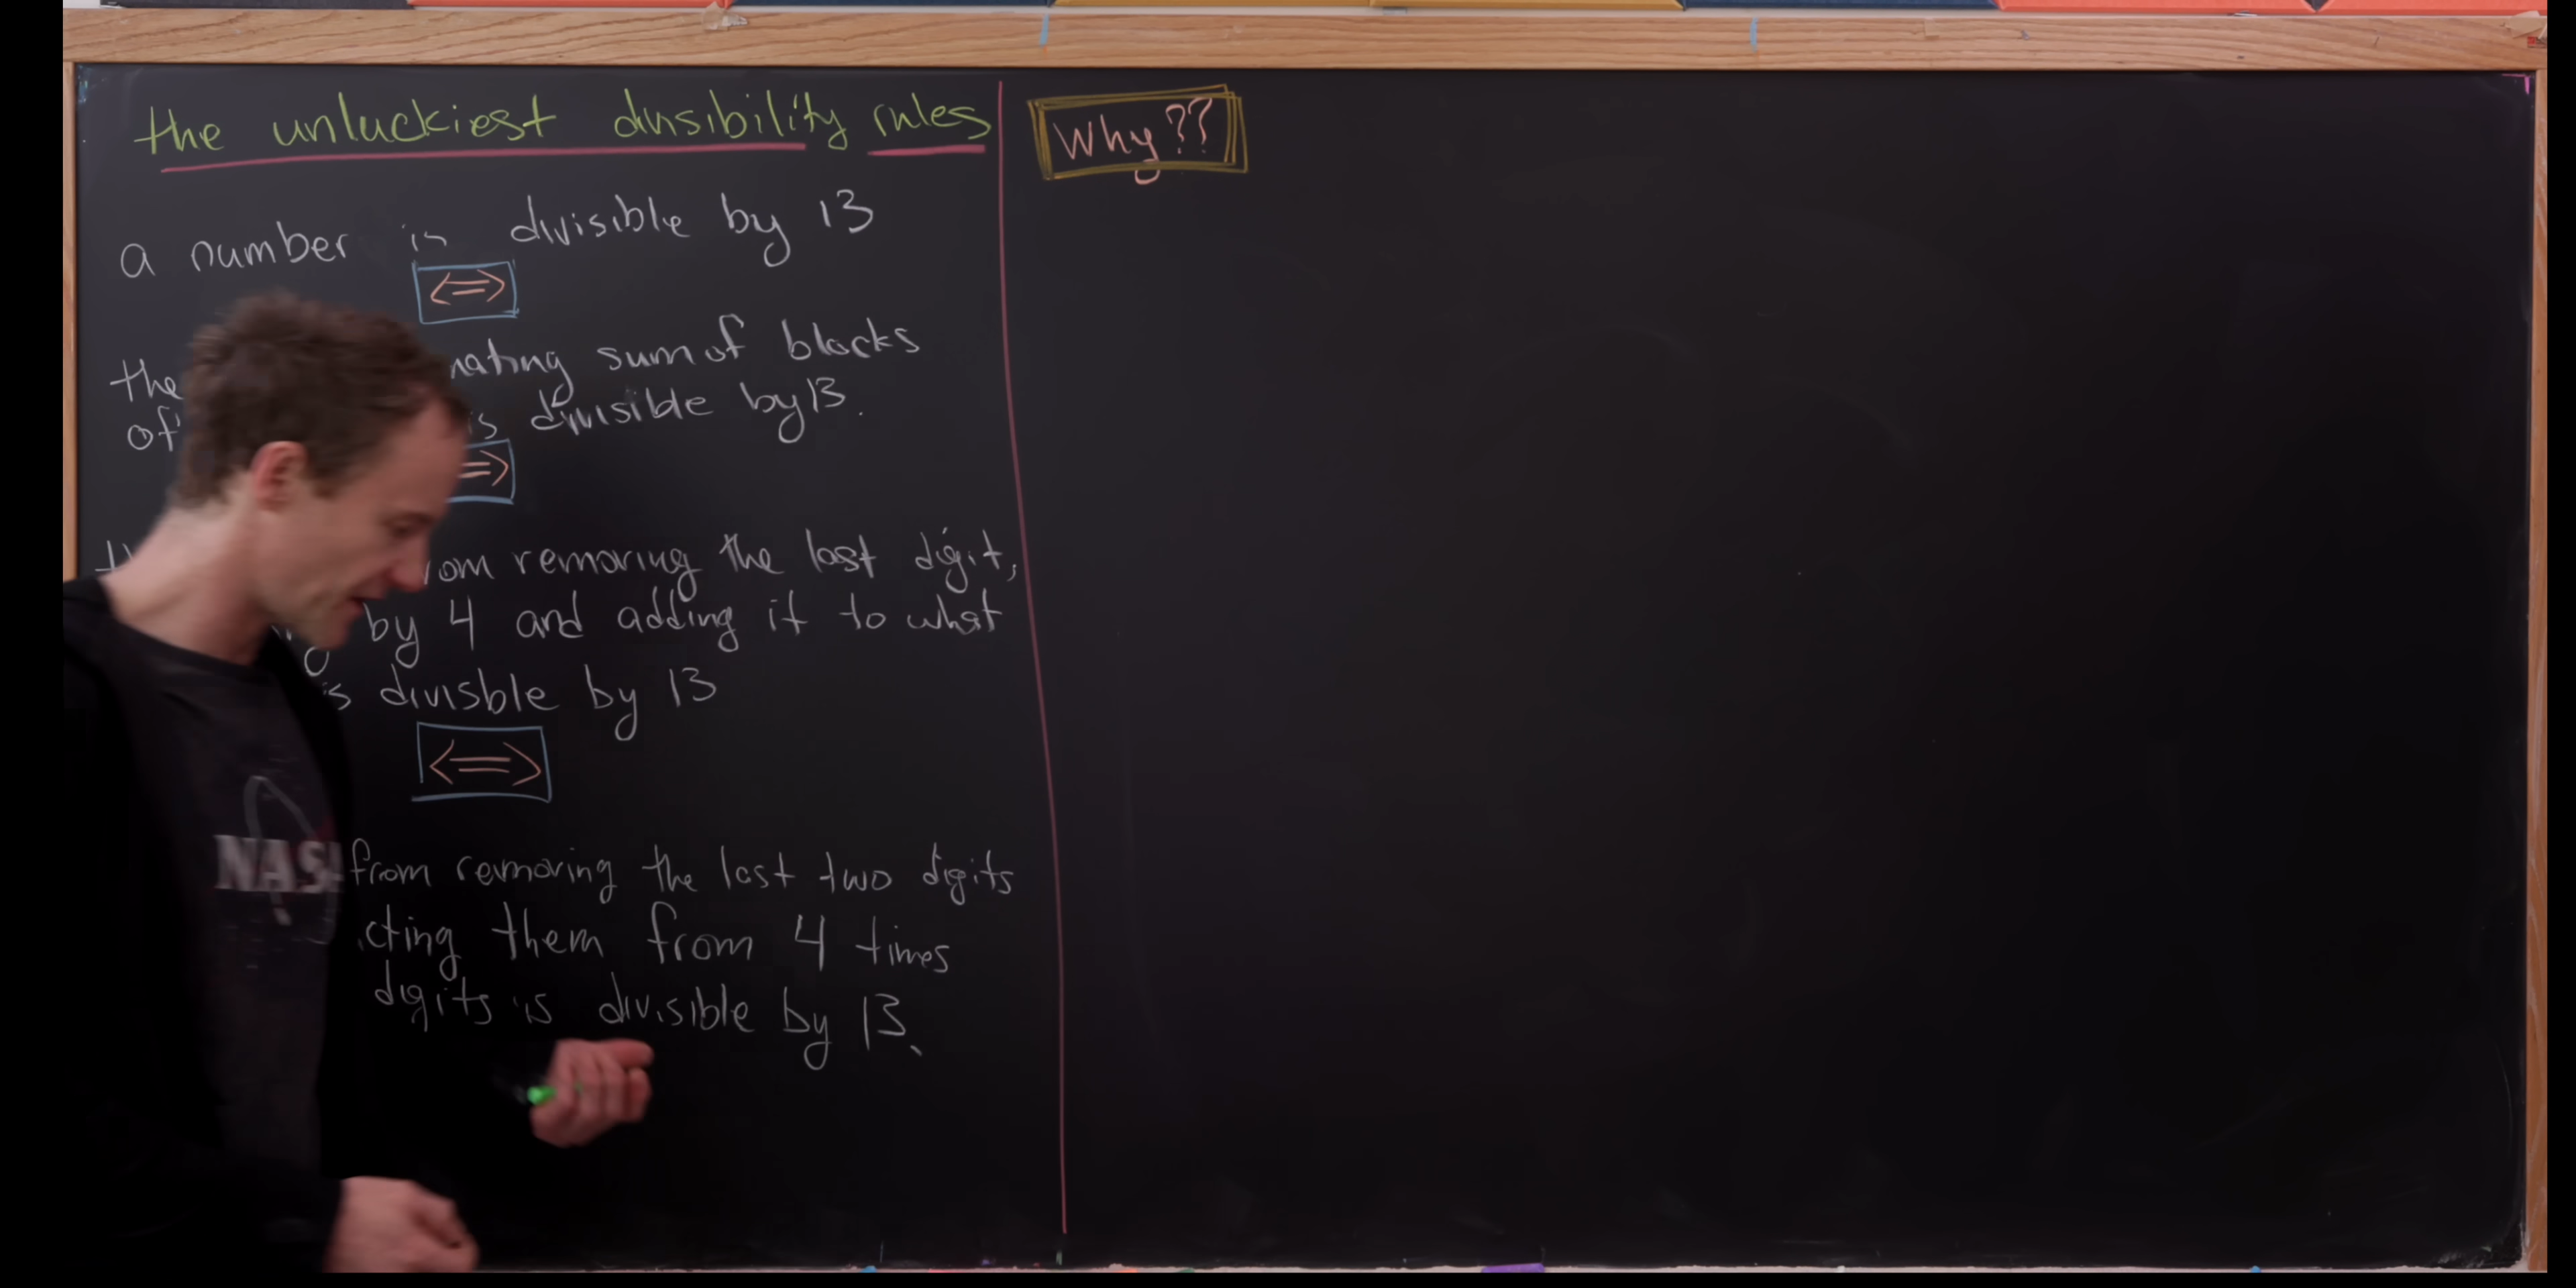 the unluckiest divisibility rules
Why??
a number is divisible by 13
<=>
the nating sum of blocks
of is divisible by 13.
=>
om removing the last digit,
by 4 and adding it to what
s divisble by 13
<=>
from removing the last two digits
cting them from 4 times
digits is divisible by 13.
NASA